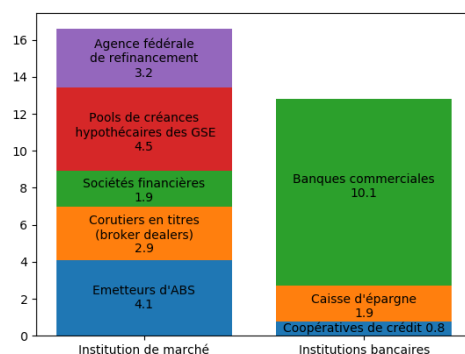 16
14
12
10
8
6
4
2
0
Agence fédérale
de refinancement
3.2
Pools de créances
hypothécaires des GSE
4.5
Sociétés financières
1.9
Corutiers en titres
(broker dealers)
2.9
Emetteurs d'ABS
4.1
Banques commerciales
10.1
Caisse d'épargne
1.9
Coopératives de crédit 0.8
Institution de marché
Institutions bancaires